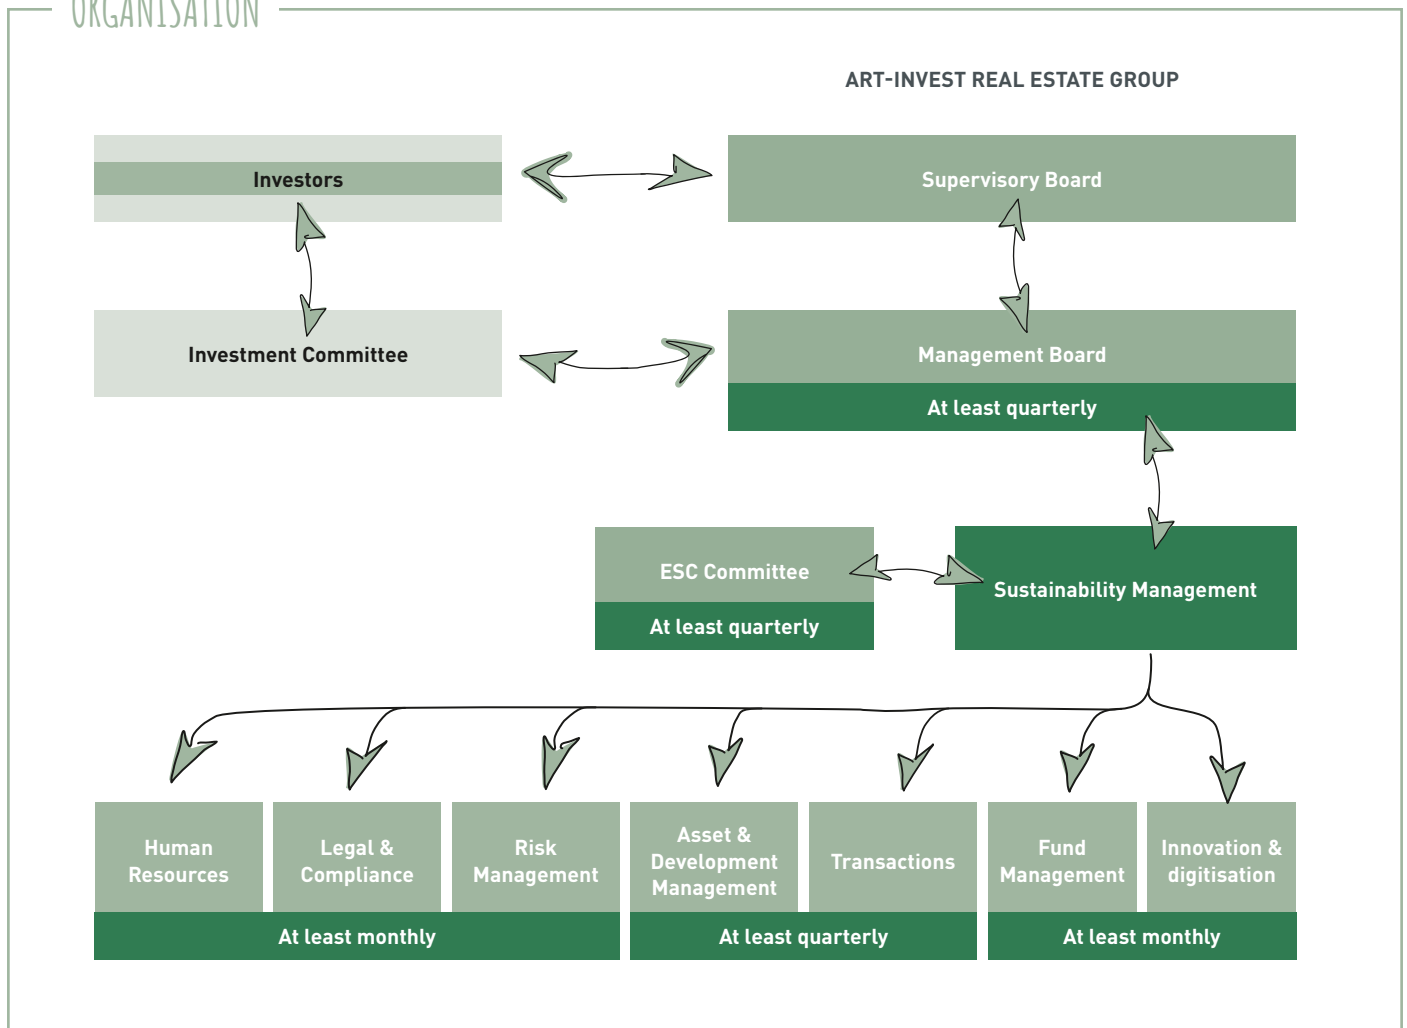 ORGANISATION
ART-INVEST REAL ESTATE GROUP
Investors
Supervisory Board
Investment Committee
Management Board
At least quarterly
ESC Committee
At least quarterly
Sustainability Management
Human
Resources
Legal &
Compliance
Risk
Management
Asset &
Development
Management
Transactions
Fund
Management
Innovation &
digitisation
At least monthly
At least quarterly
At least monthly